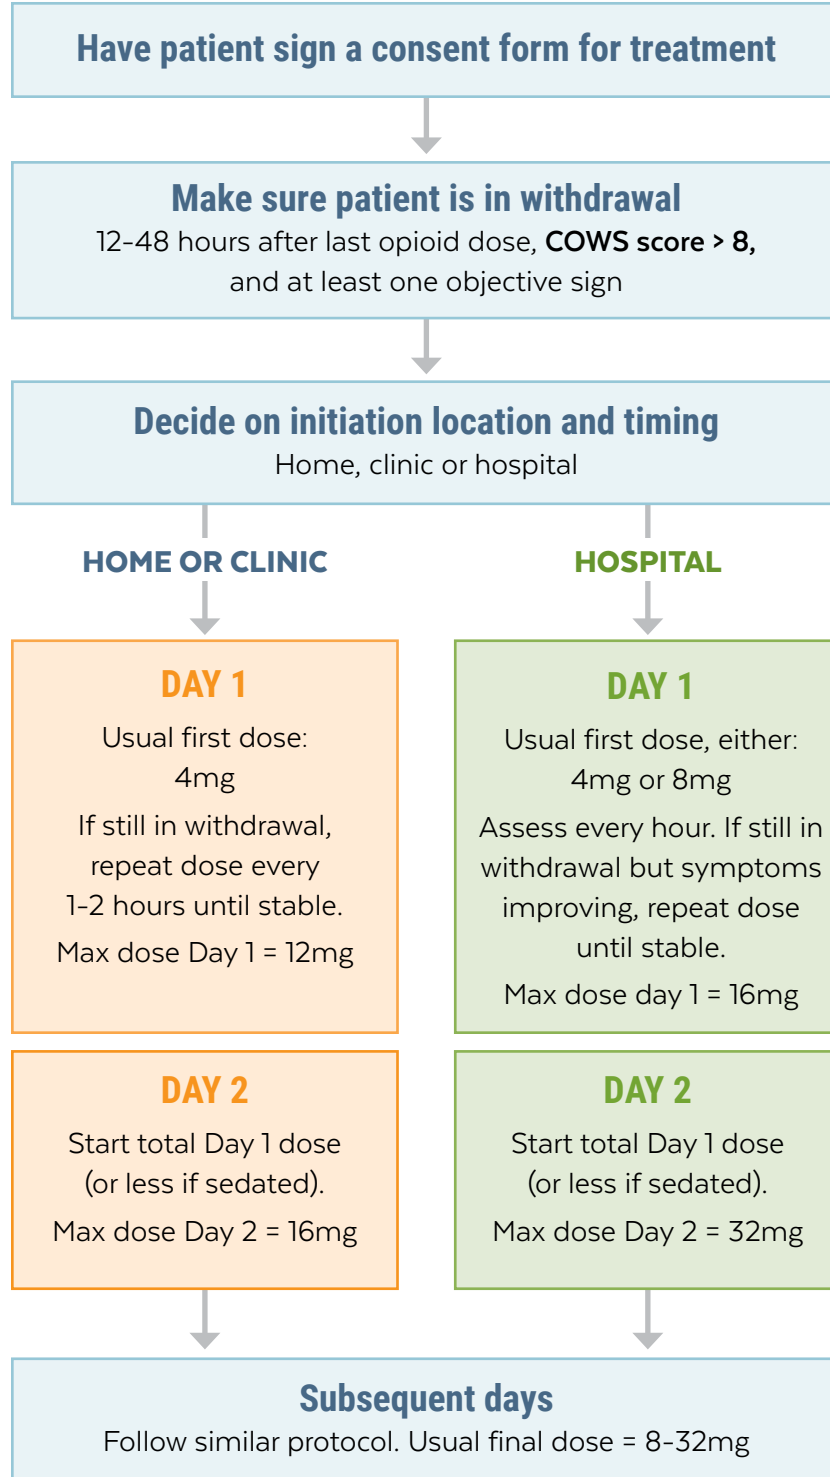 Have patient sign a consent form for treatment
Make sure patient is in withdrawal
12-48 hours after last opioid dose, COWS score > 8,
and at least one objective sign
Decide on initiation location and timing
Home, clinic or hospital
HOME OR CLINIC
DAY 1
Usual first dose:
4mg
If still in withdrawal,
repeat dose every
1-2 hours until stable.
Max dose Day 1 = 12mg
DAY 2
Start total Day 1 dose
(or less if sedated).
Max dose Day 2 = 16mg
HOSPITAL
DAY 1
Usual first dose, either:
4mg or 8mg
Assess every hour. If still in
withdrawal but symptoms
improving, repeat dose
until stable.
Max dose day 1 = 16mg
DAY 2
Start total Day 1 dose
(or less if sedated).
Max dose Day 2 = 32mg
Subsequent days
Follow similar protocol. Usual final dose = 8-32mg